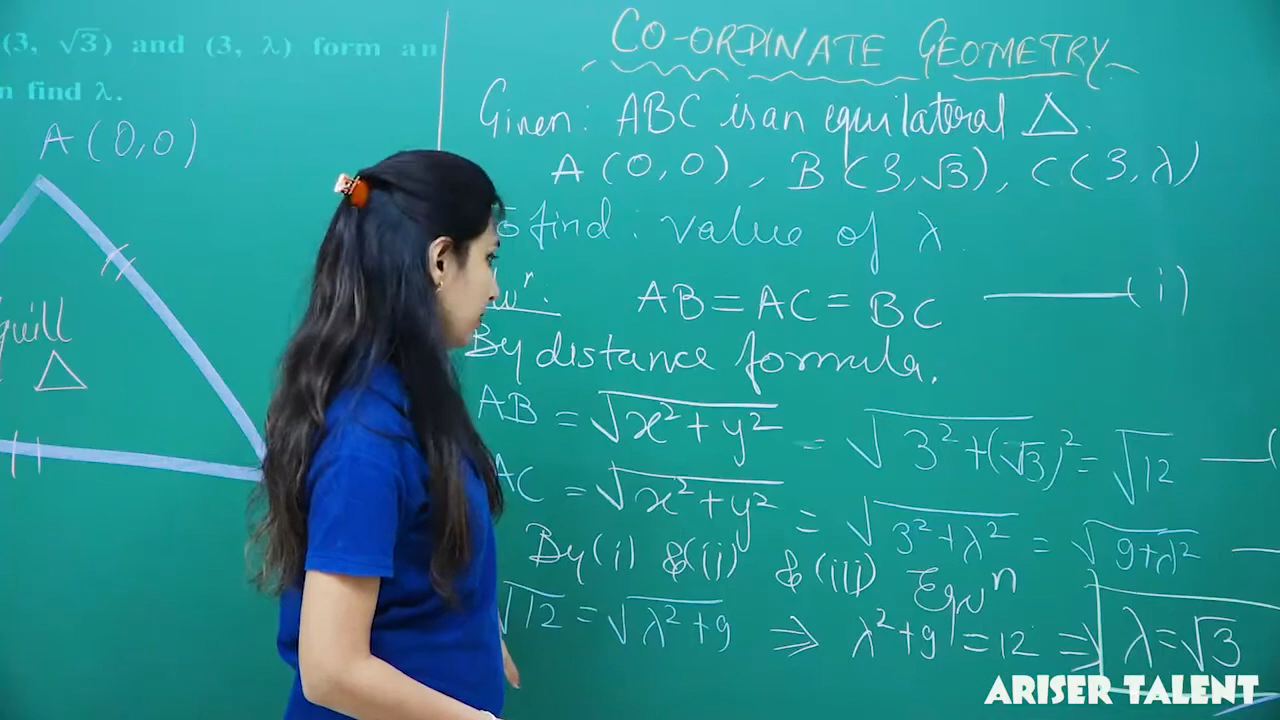 (3, √3) and (3, λ) form an
find λ.
A (0,0)
△
CO-ORDINATE GEOMETRY
Given: ABC is an equilateral △.
A (0,0), B (3,√3), C (3,λ)
find : value of λ.
AB = AC = BC ——— (i)
By distance formula.
AB = √x²+y² = √3²+(√3)² = √12 —
AC = √x²+y² = √3²+λ² = √9+λ² —
By (i) & (ii) & (iii) Equⁿ
√12 = √λ²+9 ⇒ λ²+9 = 12 ⇒ λ=√3
ARISER TALENT